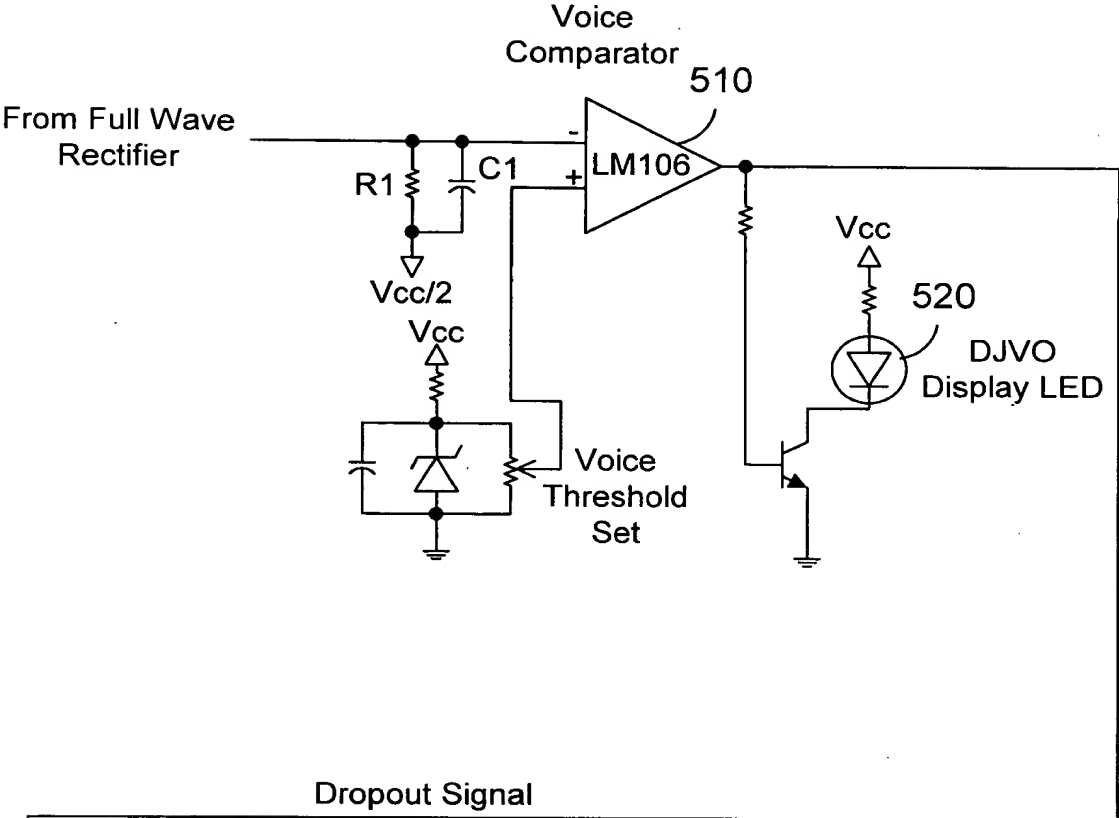 Voice
Comparator
510
From Full Wave
Rectifier
-
LM106
+
R1
C1
Vcc/2
Vcc
Vcc
520
DJVO
Display LED
Voice
Threshold
Set
Dropout Signal